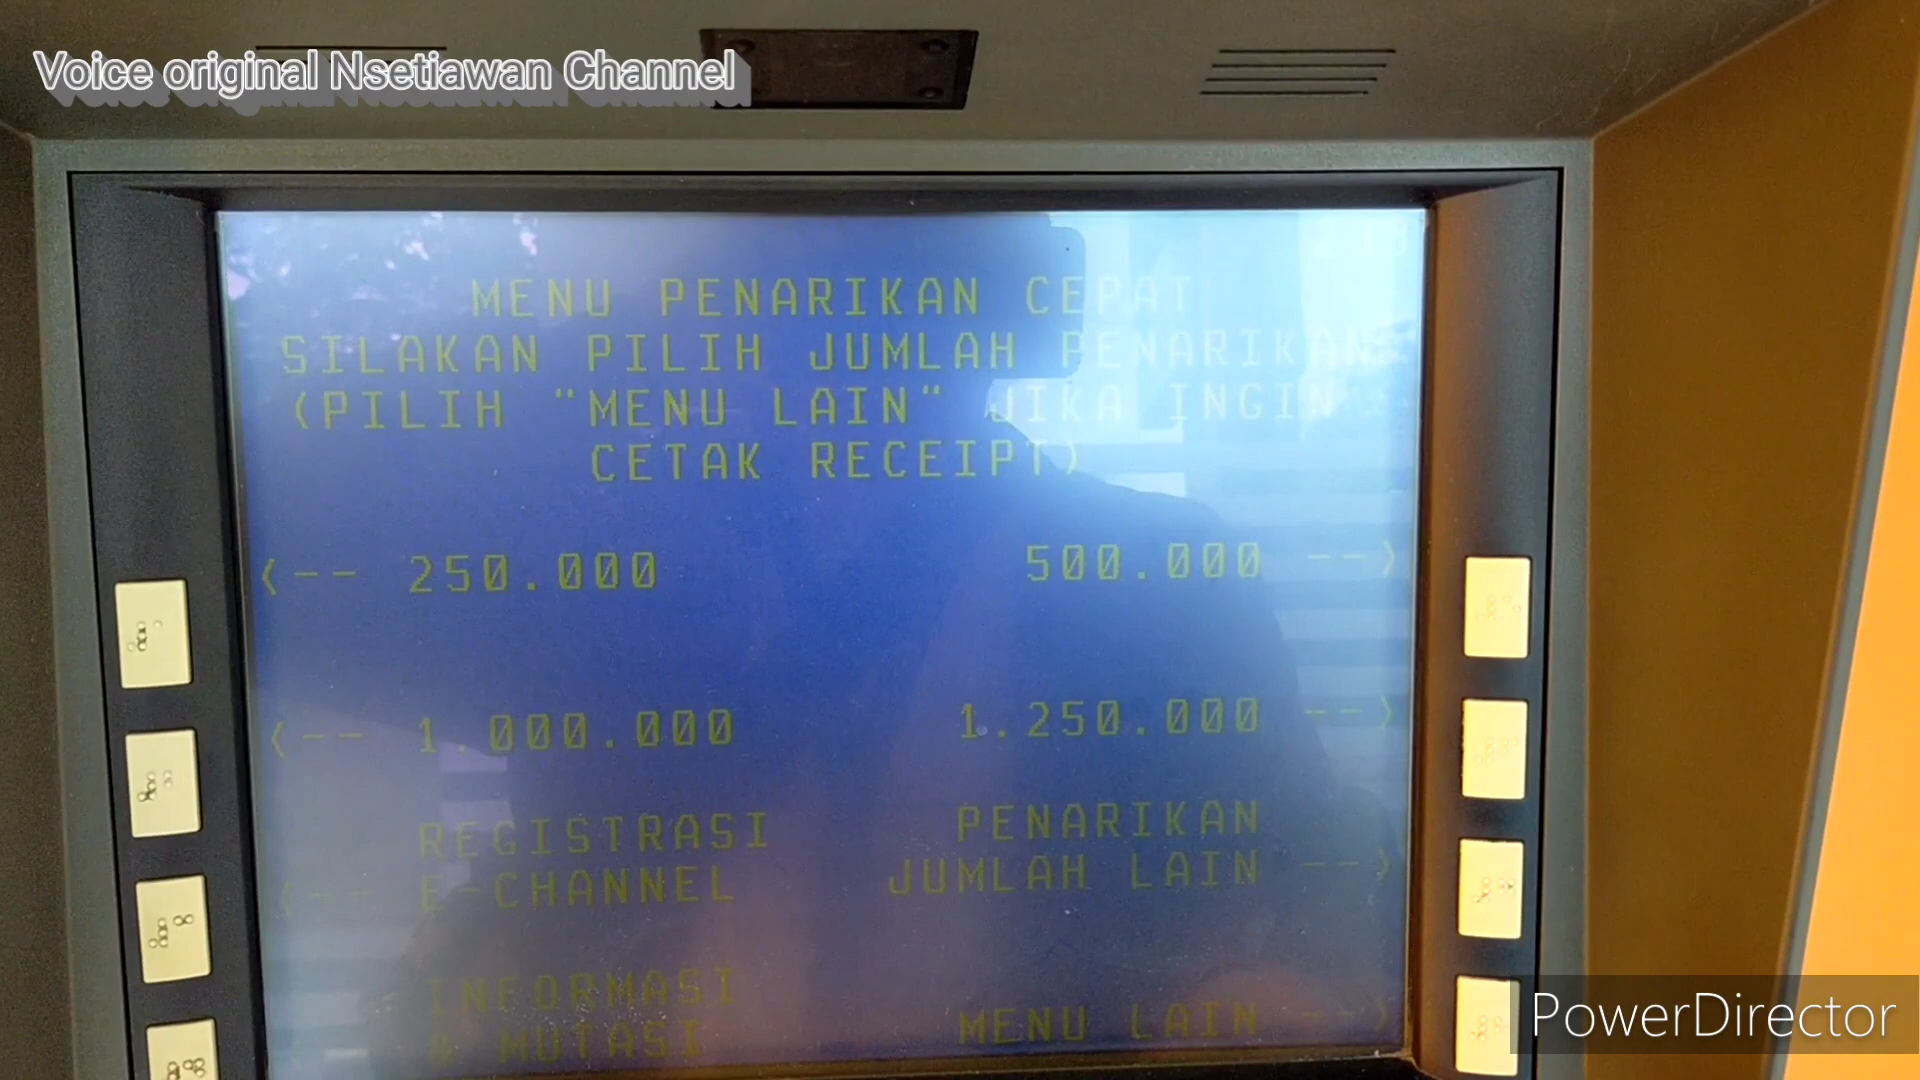 Voice original Nsetiawan Channel
MENU PENARIKAN CEPAT
SILAKAN PILIH JUMLAH PENARIKAN
(PILIH "MENU LAIN" JIKA INGIN
CETAK RECEIPT)
<-- 250.000 500.000 -->
<-- 1.000.000 1.250.000 -->
REGISTRASI PENARIKAN
<-- E-CHANNEL JUMLAH LAIN -->
INFORMASI
& MUTASI MENU LAIN -->
PowerDirector